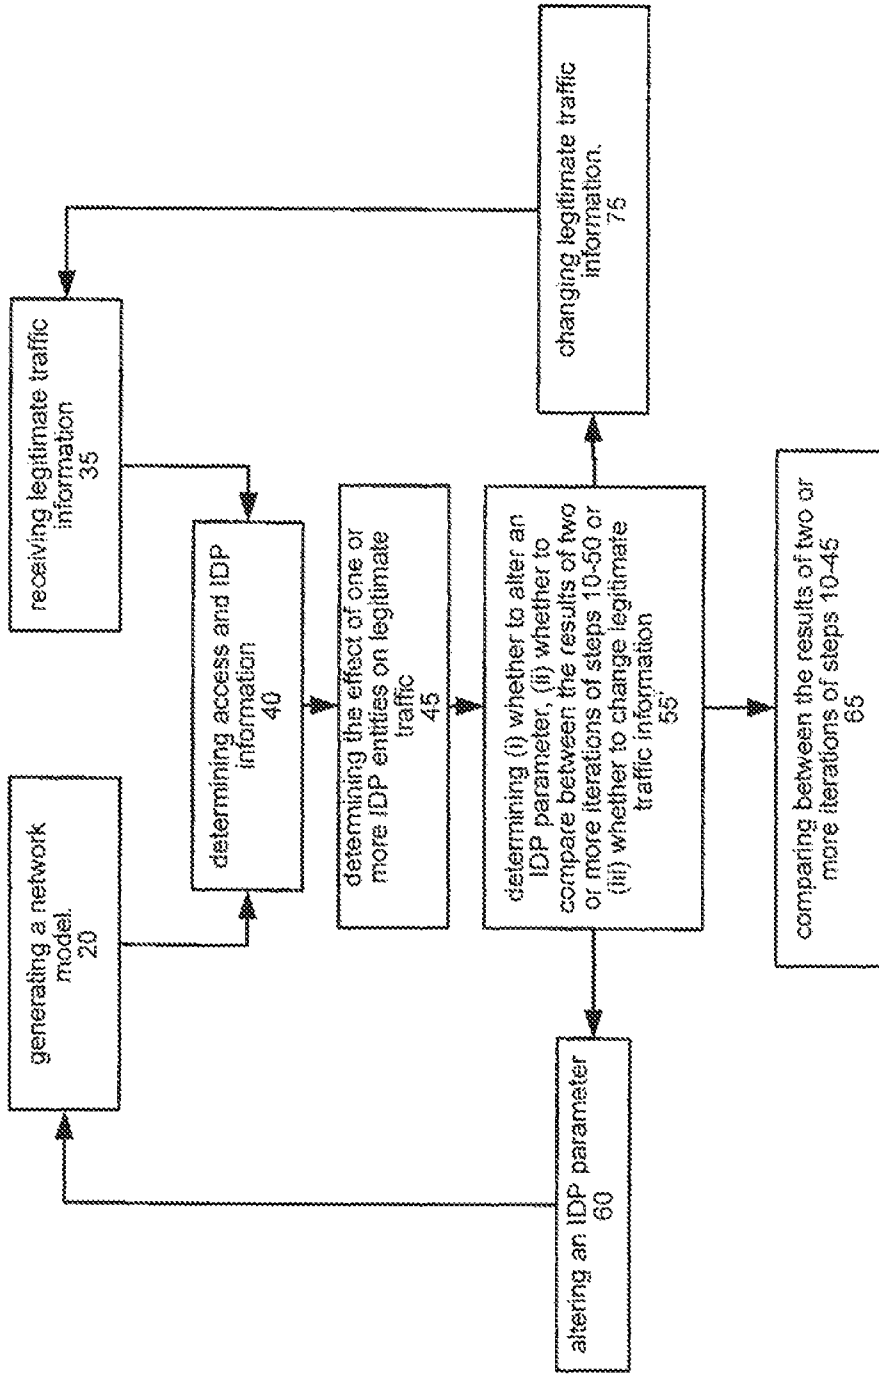 generating a network
model.
20
receiving legitimate traffic
information
35
determining access and IDP
information
40
determining the effect of one or
more IDP entities on legitimate
traffic
45
determining (i) whether to alter an
IDP parameter, (ii) whether to
compare between the results of two
or more iterations of steps 10-50 or
(iii) whether to change legitimate
traffic information
55'
altering an IDP parameter
60
changing legitimate traffic
information.
75
comparing between the results of two or
more iterations of steps 10-45
65